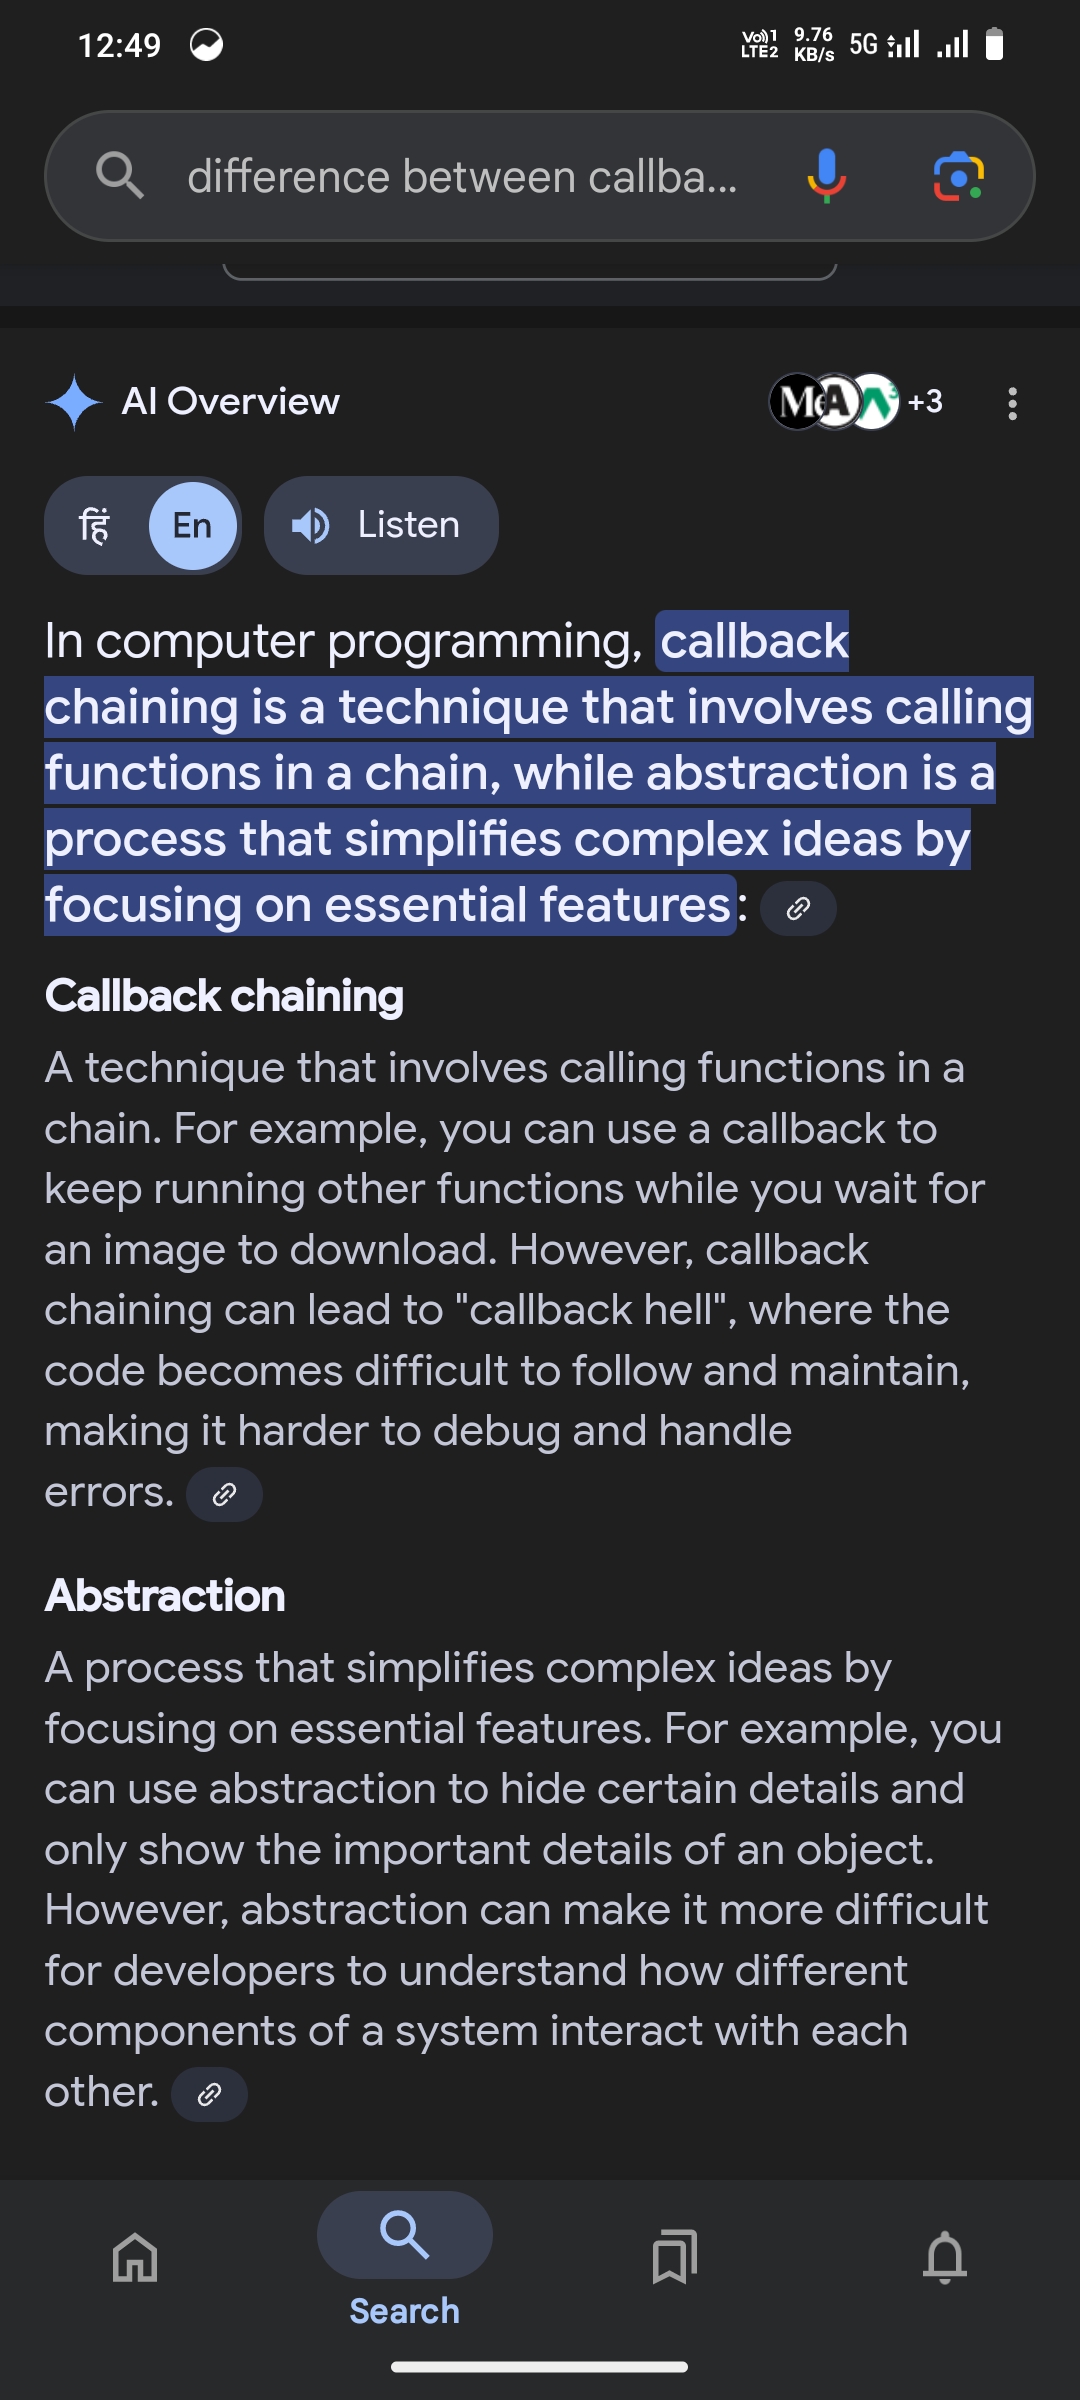 12:49
Vo))1
LTE2
9.76
KB/s
5G
difference between callba...
AI Overview
Me
A
+3
हिं
En
Listen
In computer programming, callback
chaining is a technique that involves calling
functions in a chain, while abstraction is a
process that simplifies complex ideas by
focusing on essential features:
Callback chaining
A technique that involves calling functions in a
chain. For example, you can use a callback to
keep running other functions while you wait for
an image to download. However, callback
chaining can lead to "callback hell", where the
code becomes difficult to follow and maintain,
making it harder to debug and handle
errors.
Abstraction
A process that simplifies complex ideas by
focusing on essential features. For example, you
can use abstraction to hide certain details and
only show the important details of an object.
However, abstraction can make it more difficult
for developers to understand how different
components of a system interact with each
other.
Search